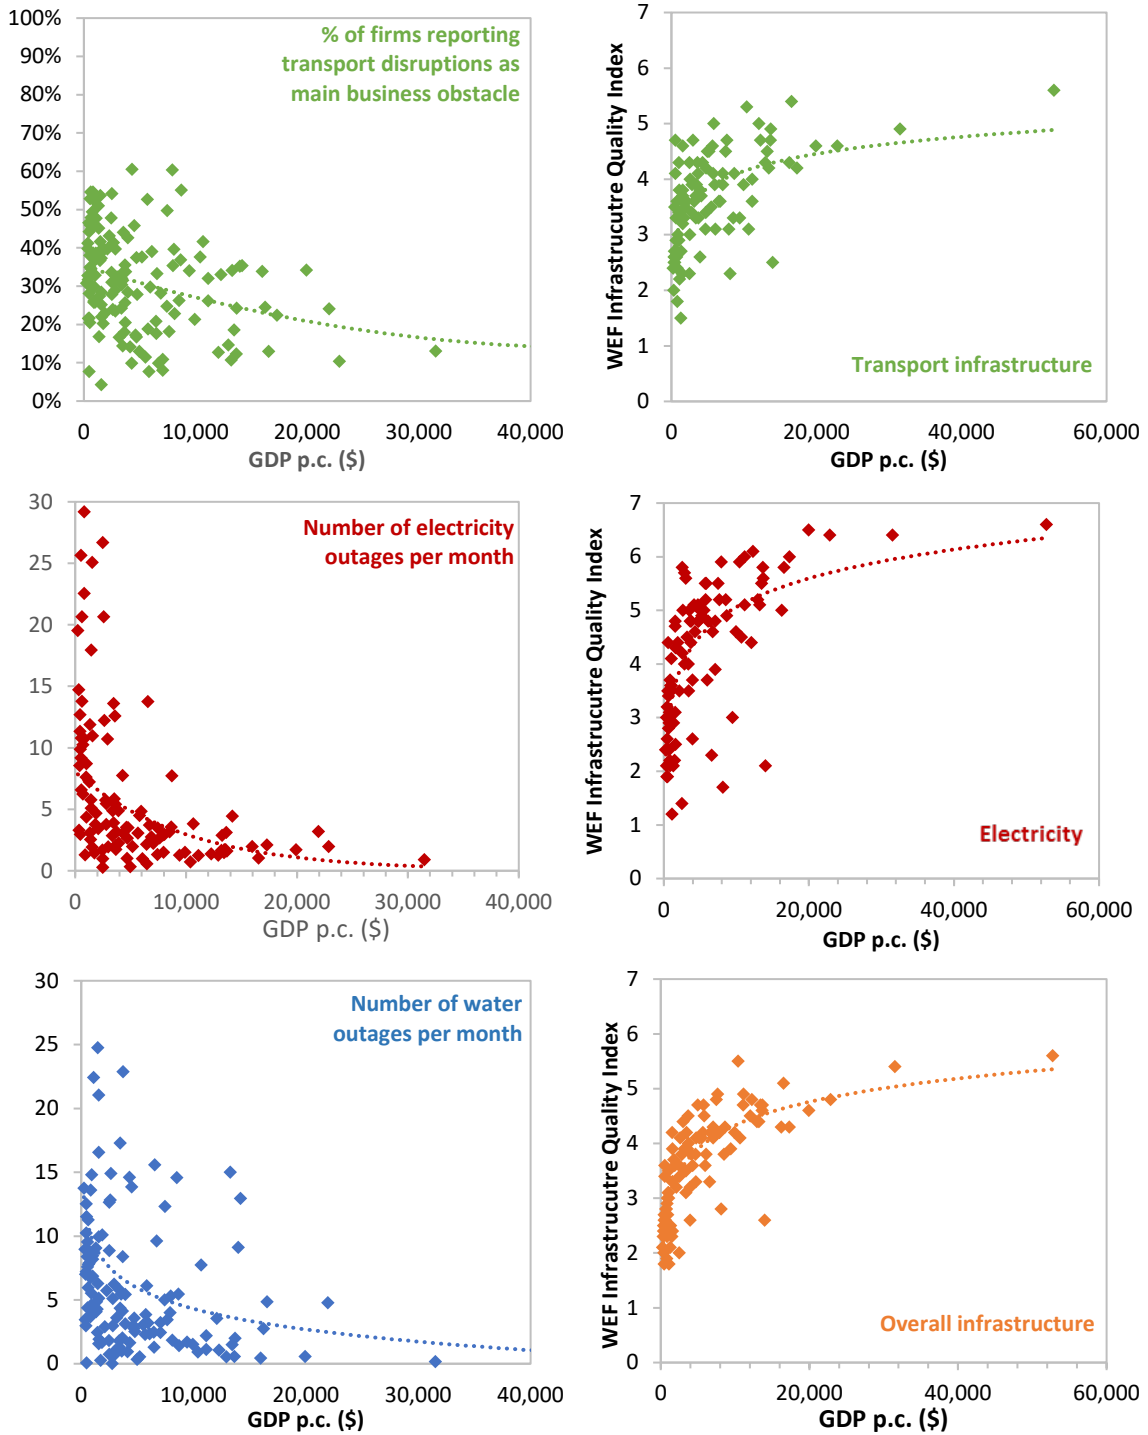 100%
90%
80%
70%
60%
50%
40%
30%
20%
10%
0%
% of firms reporting
transport disruptions as
main business obstacle
0 10,000 20,000 30,000 40,000
GDP p.c. ($)
WEF Infrastrucutre Quality Index
7
6
5
4
3
2
1
0
Transport infrastructure
0 20,000 40,000 60,000
GDP p.c. ($)
30
25
20
15
10
5
0
Number of electricity
outages per month
0 10,000 20,000 30,000 40,000
GDP p.c. ($)
WEF Infrastrucutre Quality Index
7
6
5
4
3
2
1
0
Electricity
0 20,000 40,000 60,000
GDP p.c. ($)
30
25
20
15
10
5
0
Number of water
outages per month
0 10,000 20,000 30,000 40,000
GDP p.c. ($)
WEF Infrastrucutre Quality Index
7
6
5
4
3
2
1
0
Overall infrastructure
0 20,000 40,000 60,000
GDP p.c. ($)